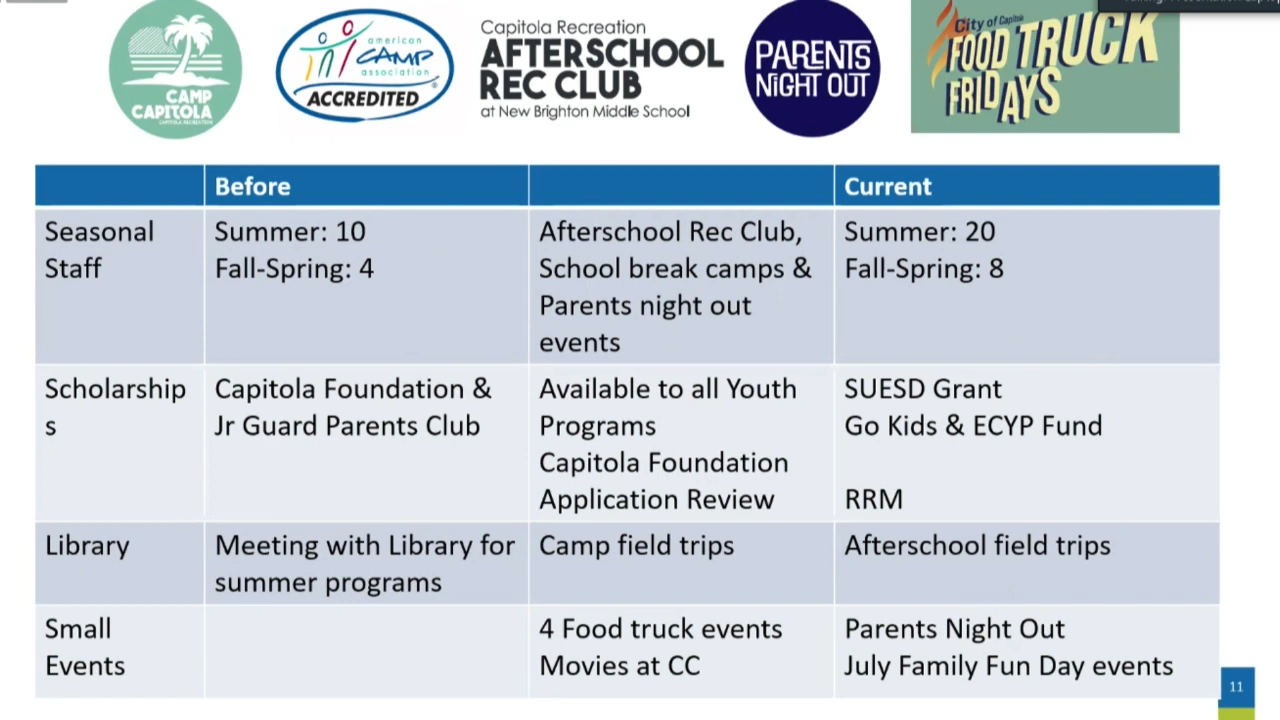 CAMP
CAPITOLA
CAPITOLA RECREATION
american
CAMP
association
®
ACCREDITED
Capitola Recreation
AFTERSCHOOL
REC CLUB
at New Brighton Middle School
PARENTS
NiGHT OUT
City of Capitola
FOOD TRUCK
FRIDAYS
Before
Current
Seasonal
Staff
Summer: 10
Fall-Spring: 4
Afterschool Rec Club,
School break camps &
Parents night out
events
Summer: 20
Fall-Spring: 8
Scholarship
s
Capitola Foundation &
Jr Guard Parents Club
Available to all Youth
Programs
Capitola Foundation
Application Review
SUESD Grant
Go Kids & ECYP Fund
RRM
Library
Meeting with Library for
summer programs
Camp field trips
Afterschool field trips
Small
Events
4 Food truck events
Movies at CC
Parents Night Out
July Family Fun Day events
11